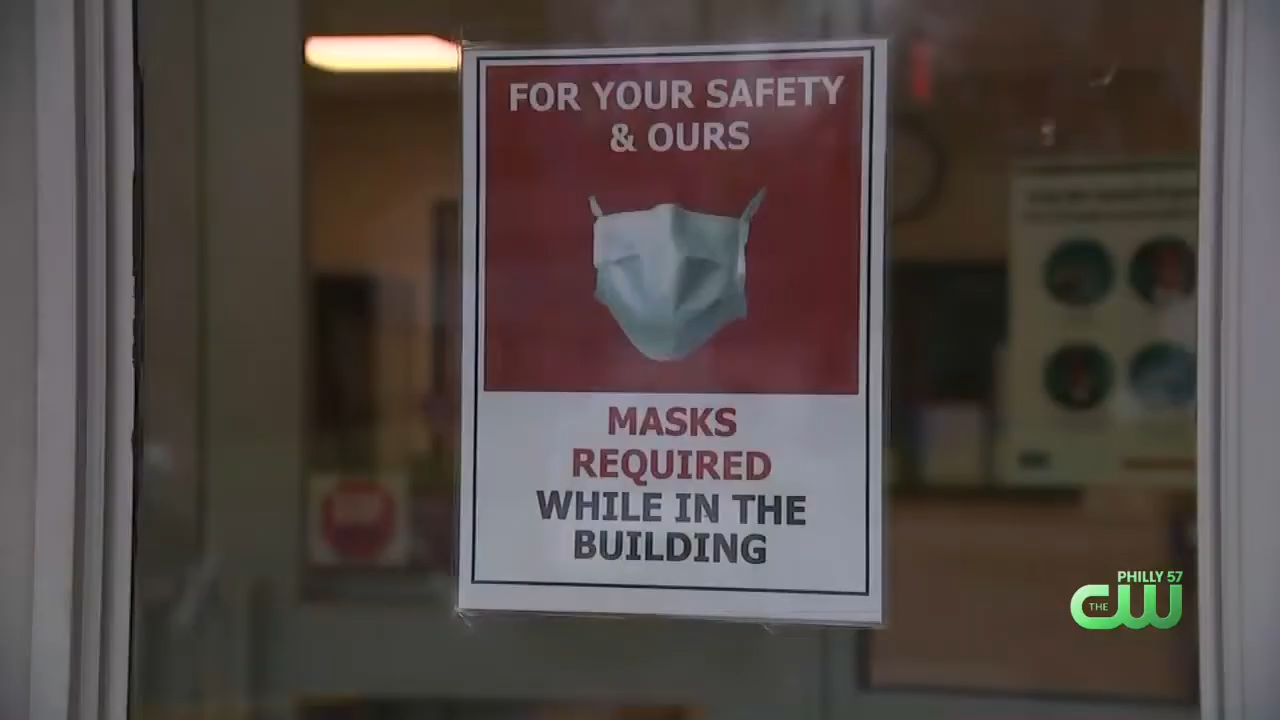 FOR YOUR SAFETY
& OURS
MASKS
REQUIRED
WHILE IN THE
BUILDING
PHILLY 57
THE CW